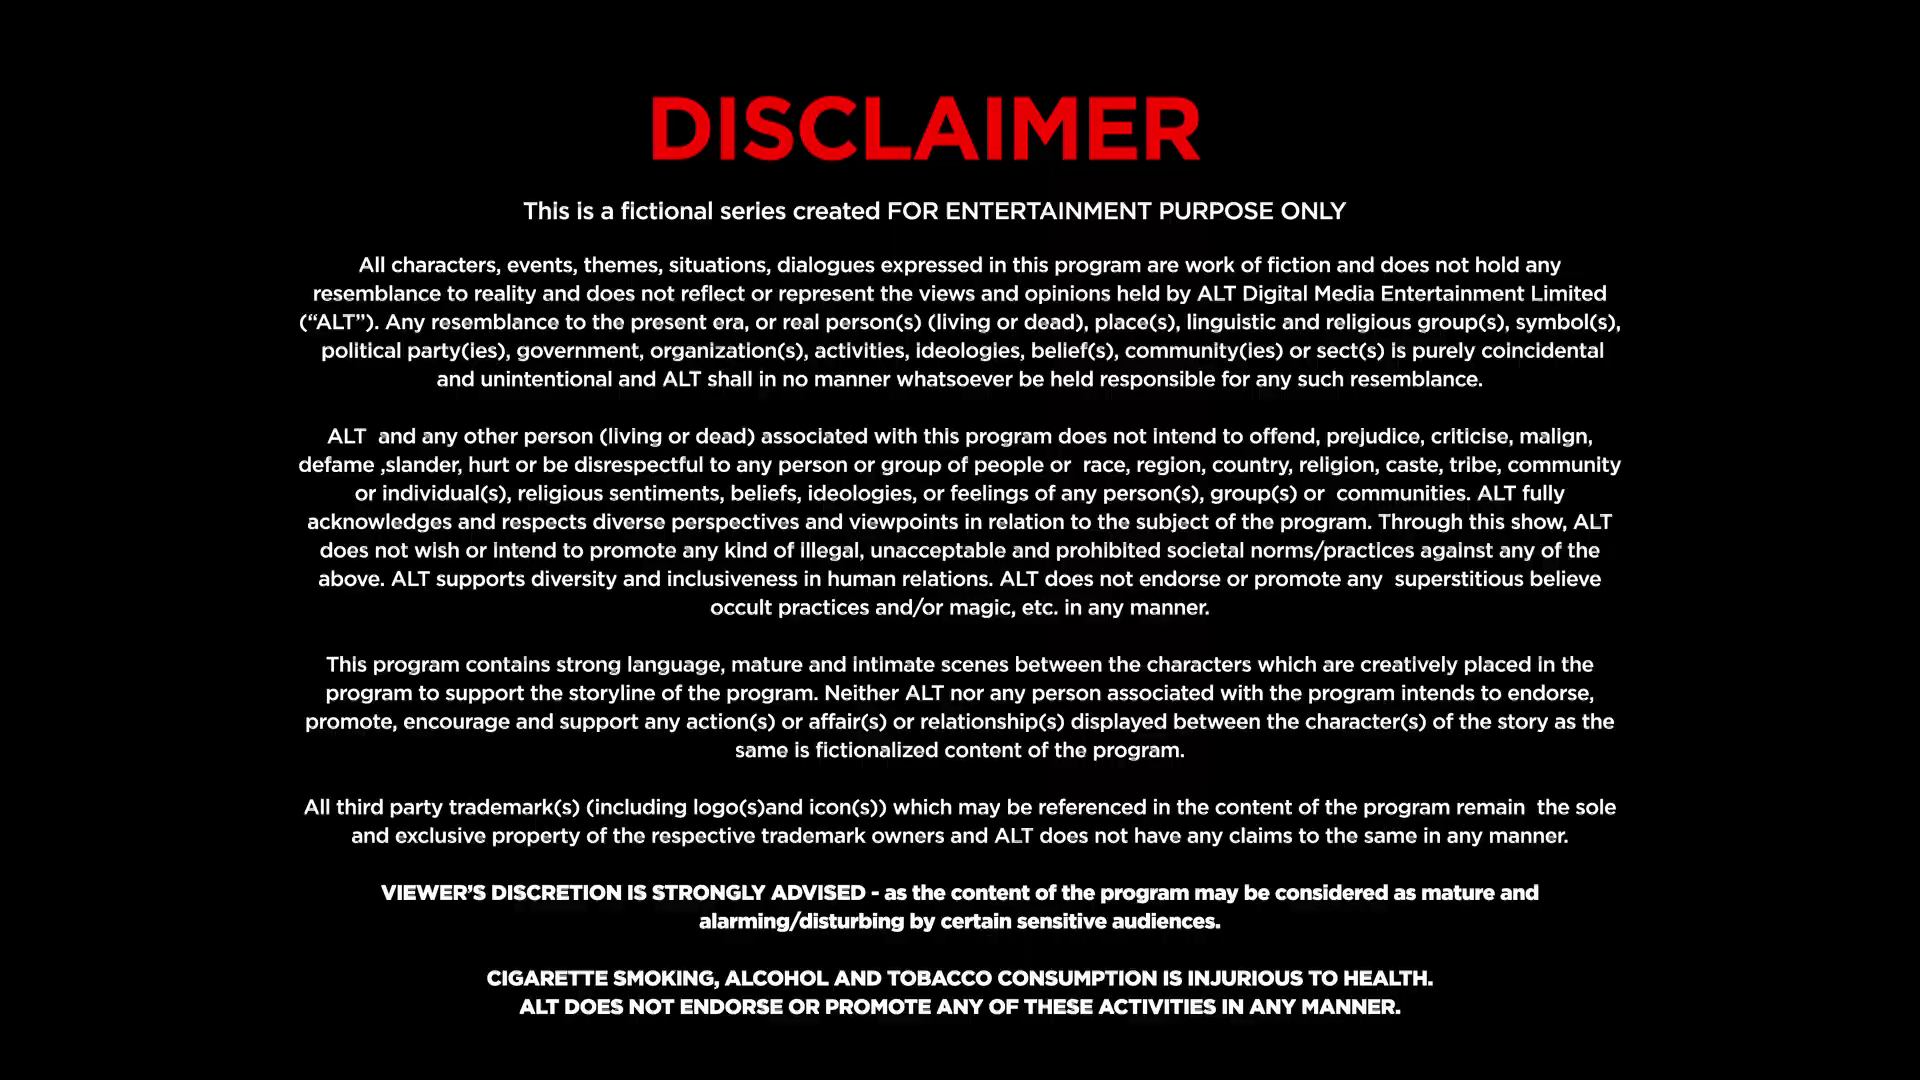 DISCLAIMER
This is a fictional series created FOR ENTERTAINMENT PURPOSE ONLY
All characters, events, themes, situations, dialogues expressed in this program are work of fiction and does not hold any
resemblance to reality and does not reflect or represent the views and opinions held by ALT Digital Media Entertainment Limited
(“ALT”). Any resemblance to the present era, or real person(s) (living or dead), place(s), linguistic and religious group(s), symbol(s),
political party(ies), government, organization(s), activities, ideologies, belief(s), community(ies) or sect(s) is purely coincidental
and unintentional and ALT shall in no manner whatsoever be held responsible for any such resemblance.
ALT  and any other person (living or dead) associated with this program does not intend to offend, prejudice, criticise, malign,
defame ,slander, hurt or be disrespectful to any person or group of people or  race, region, country, religion, caste, tribe, community
or individual(s), religious sentiments, beliefs, ideologies, or feelings of any person(s), group(s) or  communities. ALT fully
acknowledges and respects diverse perspectives and viewpoints in relation to the subject of the program. Through this show, ALT
does not wish or intend to promote any kind of illegal, unacceptable and prohibited societal norms/practices against any of the
above. ALT supports diversity and inclusiveness in human relations. ALT does not endorse or promote any  superstitious believe
occult practices and/or magic, etc. in any manner.
This program contains strong language, mature and intimate scenes between the characters which are creatively placed in the
program to support the storyline of the program. Neither ALT nor any person associated with the program intends to endorse,
promote, encourage and support any action(s) or affair(s) or relationship(s) displayed between the character(s) of the story as the
same is fictionalized content of the program.
All third party trademark(s) (including logo(s)and icon(s)) which may be referenced in the content of the program remain  the sole
and exclusive property of the respective trademark owners and ALT does not have any claims to the same in any manner.
VIEWER’S DISCRETION IS STRONGLY ADVISED - as the content of the program may be considered as mature and
alarming/disturbing by certain sensitive audiences.
CIGARETTE SMOKING, ALCOHOL AND TOBACCO CONSUMPTION IS INJURIOUS TO HEALTH.
ALT DOES NOT ENDORSE OR PROMOTE ANY OF THESE ACTIVITIES IN ANY MANNER.